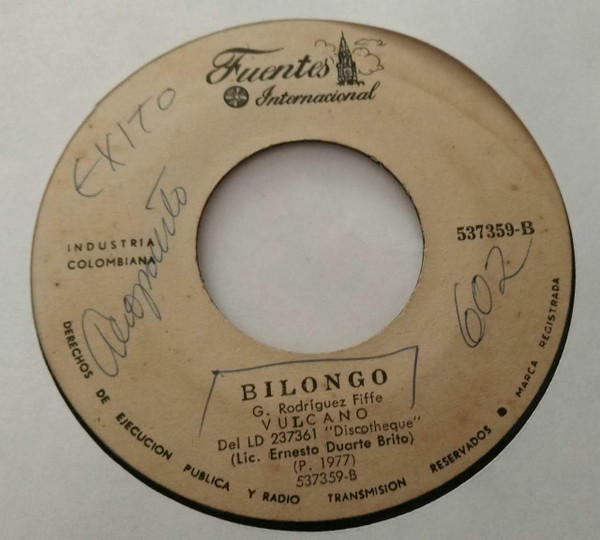 Fuentes
Internacional
EXITO
INDUSTRIA
COLOMBIANA
537359-B
602
BILONGO
G. Rodríguez Fiffe
VULCANO
Del LD 237361 "Discotheque"
(Lic. Ernesto Duarte Brito)
(P. 1977)
537359-B
DERECHOS DE EJECUCION PUBLICA Y RADIO TRANSMISION RESERVADOS ● MARCA REGISTRADA